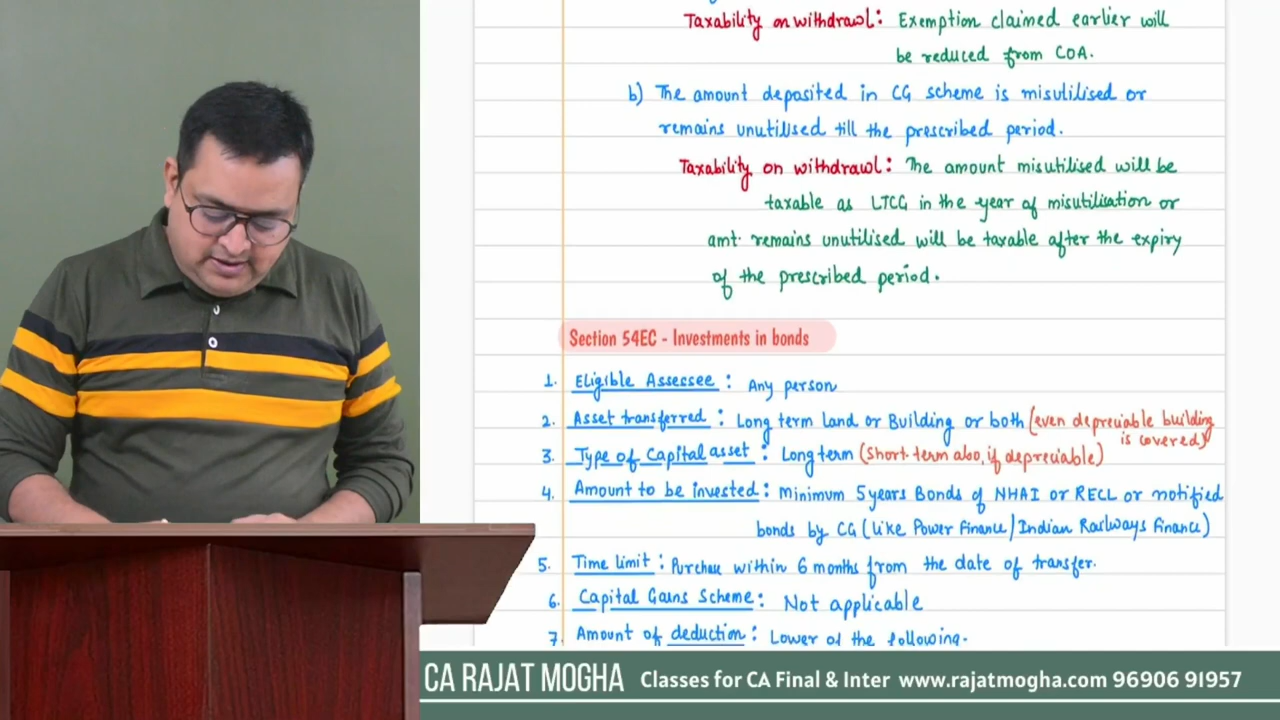 Taxability on withdrawl: Exemption claimed earlier will
be reduced from COA.
b) The amount deposited in CG scheme is misutilised or
remains unutilised till the prescribed period.
Taxability on withdrawl: The amount misutilised will be
taxable as LTCG in the year of misutilisation or
amt. remains unutilised will be taxable after the expiry
of the prescribed period.
Section 54EC - Investments in bonds
1. Eligible Assessee: Any person
2. Asset transferred: Long term land or Building or both (even depreciable building
is covered)
3. Type of Capital asset: Long term (Short term also, if depreciable)
4. Amount to be invested: Minimum 5 years Bonds of NHAI or RECL or notified
bonds by CG (like Power Finance/Indian Railways Finance)
5. Time limit: Purchase within 6 months from the date of transfer.
6. Capital Gains Scheme: Not applicable
7. Amount of deduction: Lower of the following.
CA RAJAT MOGHA Classes for CA Final & Inter www.rajatmogha.com 96906 91957